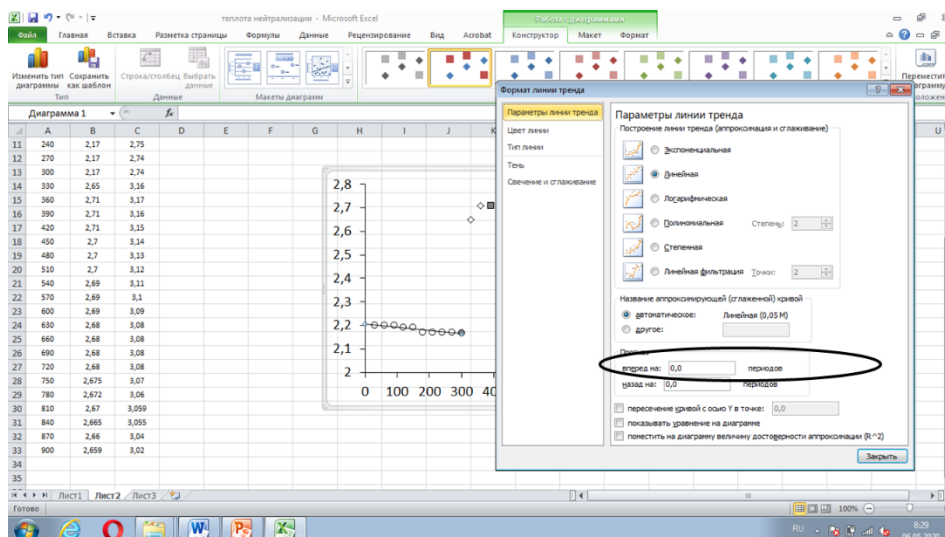 теплота нейтрализации - Microsoft Excel
Работа с диаграммами
Файл Главная Вставка Разметка страницы Формулы Данные Рецензирование Вид Acrobat Конструктор Макет Формат
Изменить тип диаграммы
Сохранить как шаблон
Строка/столбец
Выбрать данные
Тип
Данные
Макеты диаграмм
Диаграмма 1
fx
A B C D E F G H I J K U
11 240 2,17 2,75
12 270 2,17 2,74
13 300 2,17 2,74
14 330 2,65 3,16
15 360 2,71 3,17
16 390 2,71 3,16
17 420 2,71 3,15
18 450 2,7 3,14
19 480 2,7 3,13
20 510 2,7 3,12
21 540 2,69 3,11
22 570 2,69 3,1
23 600 2,69 3,09
24 630 2,68 3,08
25 660 2,68 3,08
26 690 2,68 3,08
27 720 2,68 3,08
28 750 2,675 3,07
29 780 2,672 3,06
30 810 2,67 3,059
31 840 2,665 3,055
32 870 2,66 3,04
33 900 2,659 3,02
34
35
2,8
2,7
2,6
2,5
2,4
2,3
2,2
2,1
2
0 100 200 300 40
Формат линии тренда
Параметры линии тренда
Цвет линии
Тип линии
Тень
Свечение и сглаживание
Параметры линии тренда
Построение линии тренда (аппроксимация и сглаживание)
Экспоненциальная
Линейная
Логарифмическая
Полиномиальная Степень: 2
Степенная
Линейная фильтрация Точки: 2
Название аппроксимирующей (сглаженной) кривой
автоматическое: Линейная (0,05 М)
другое:
Прогноз
вперед на: 0,0 периодов
назад на: 0,0 периодов
пересечение кривой с осью Y в точке: 0,0
показывать уравнение на диаграмме
поместить на диаграмму величину достоверности аппроксимации (R^2)
Закрыть
Лист1 Лист2 Лист3
Готово
100%
RU
8:29
06.05.2020